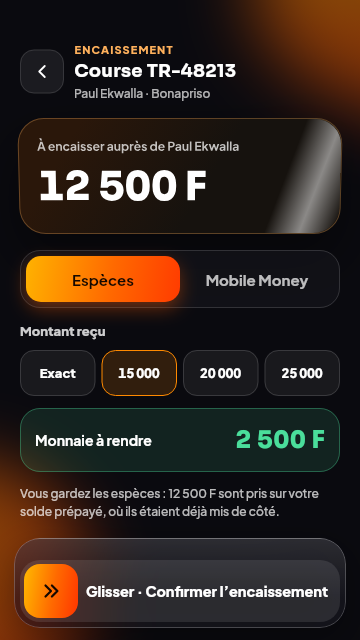 ENCAISSEMENT
Course TR-48213
Paul Ekwalla · Bonapriso
À encaisser auprès de Paul Ekwalla
12 500 F
Espèces
Mobile Money
Montant reçu
Exact
15 000
20 000
25 000
Monnaie à rendre
2 500 F
Vous gardez les espèces : 12 500 F sont pris sur votre
solde prépayé, où ils étaient déjà mis de côté.
Glisser · Confirmer l’encaissement